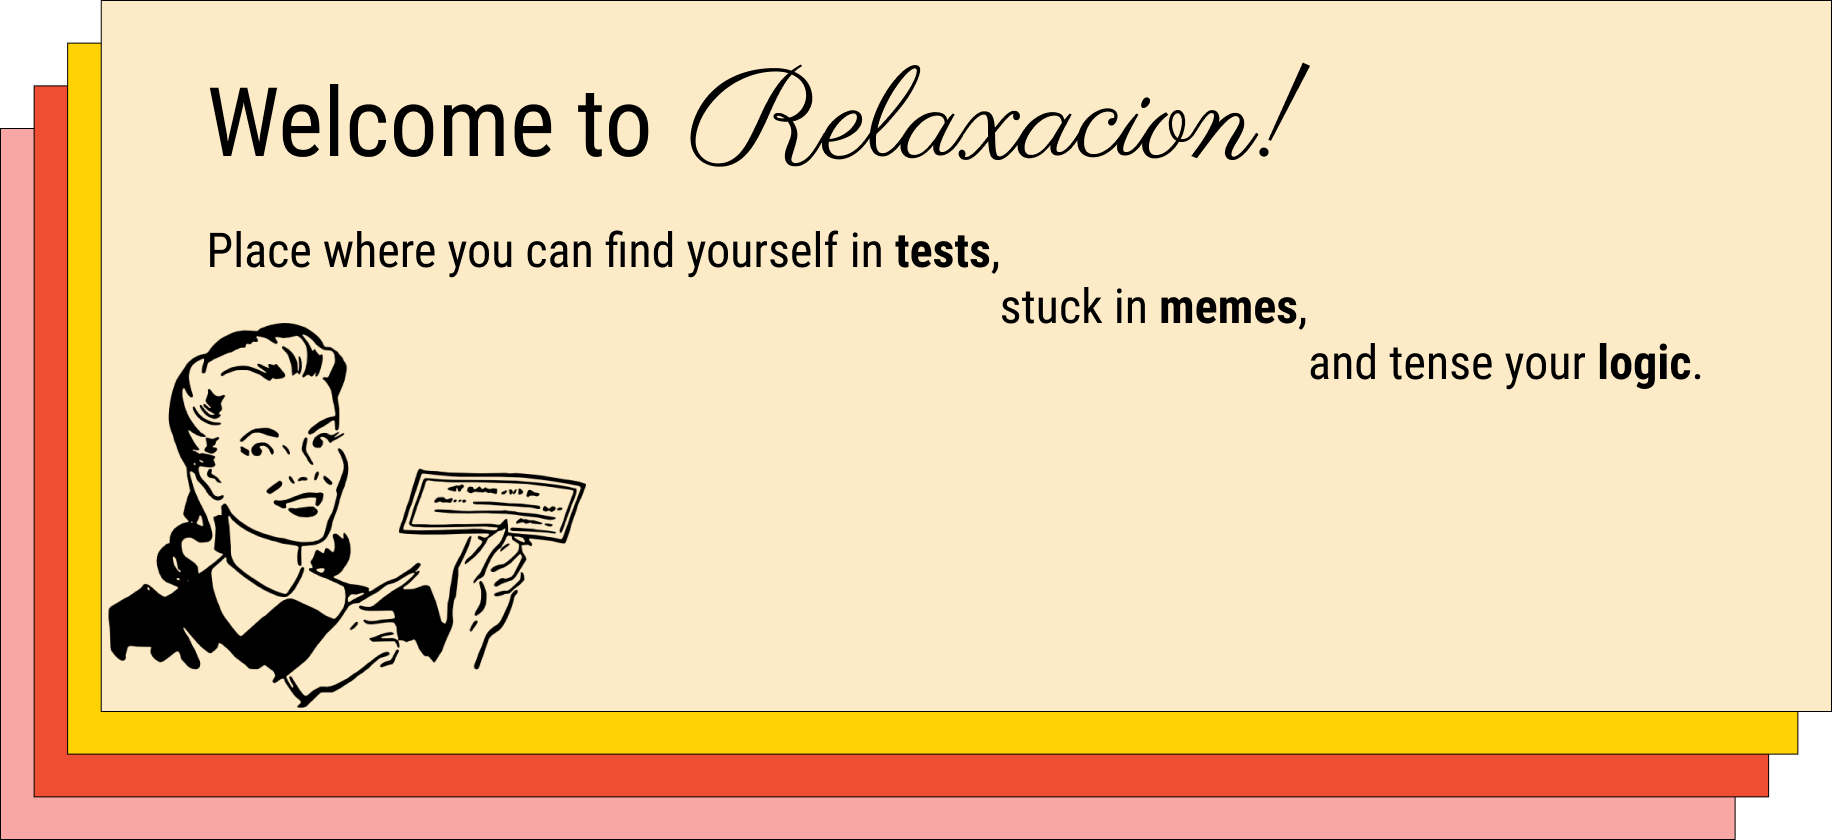 Welcome to Relaxacion!
Place where you can find yourself in tests,
stuck in memes,
and tense your logic.